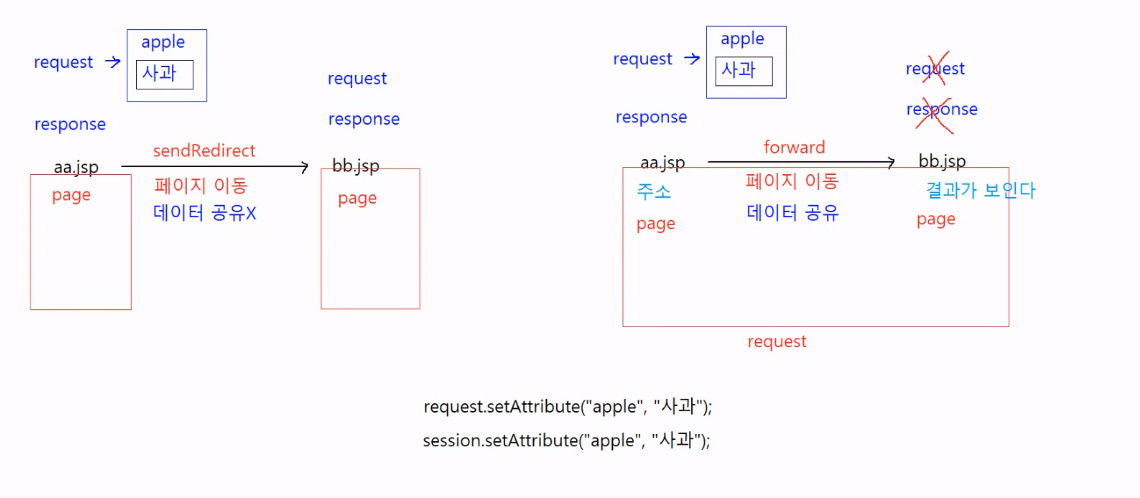 apple
request
사과
request
response
response
sendRedirect
aa.jsp
bb.jsp
page
페이지 이동
page
데이터 공유X
apple
request
사과
request
response
response
forward
aa.jsp
bb.jsp
주소
페이지 이동
결과가 보인다
page
데이터 공유
page
request
request.setAttribute("apple", "사과");
session.setAttribute("apple", "사과");